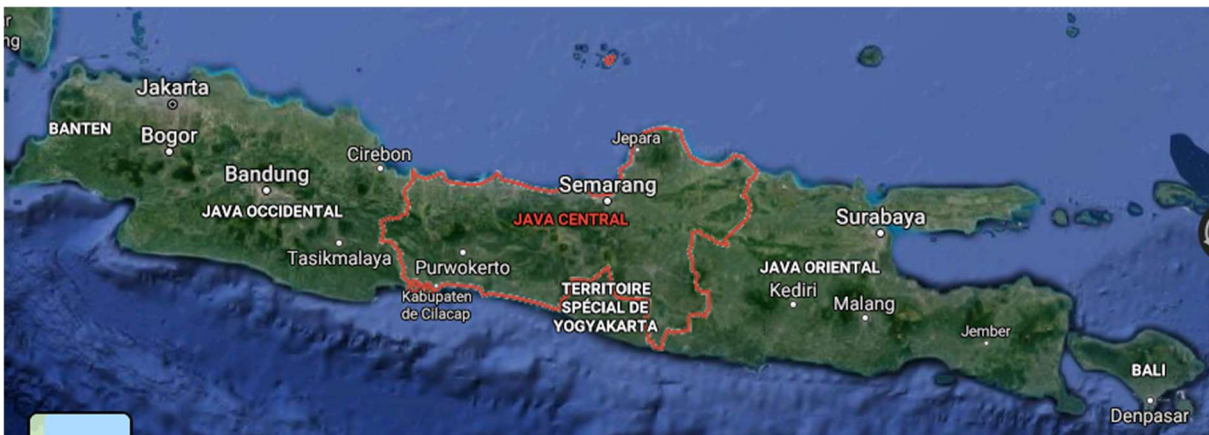 Jakarta
BANTEN
Bogor
Jepara
Cirebon
Bandung
Semarang
JAVA OCCIDENTAL
JAVA CENTRAL
Surabaya
Tasikmalaya
Purwokerto
JAVA ORIENTAL
Kabupaten
de Cilacap
TERRITOIRE
SPÉCIAL DE
YOGYAKARTA
Kediri
Malang
Jember
BALI
Denpasar